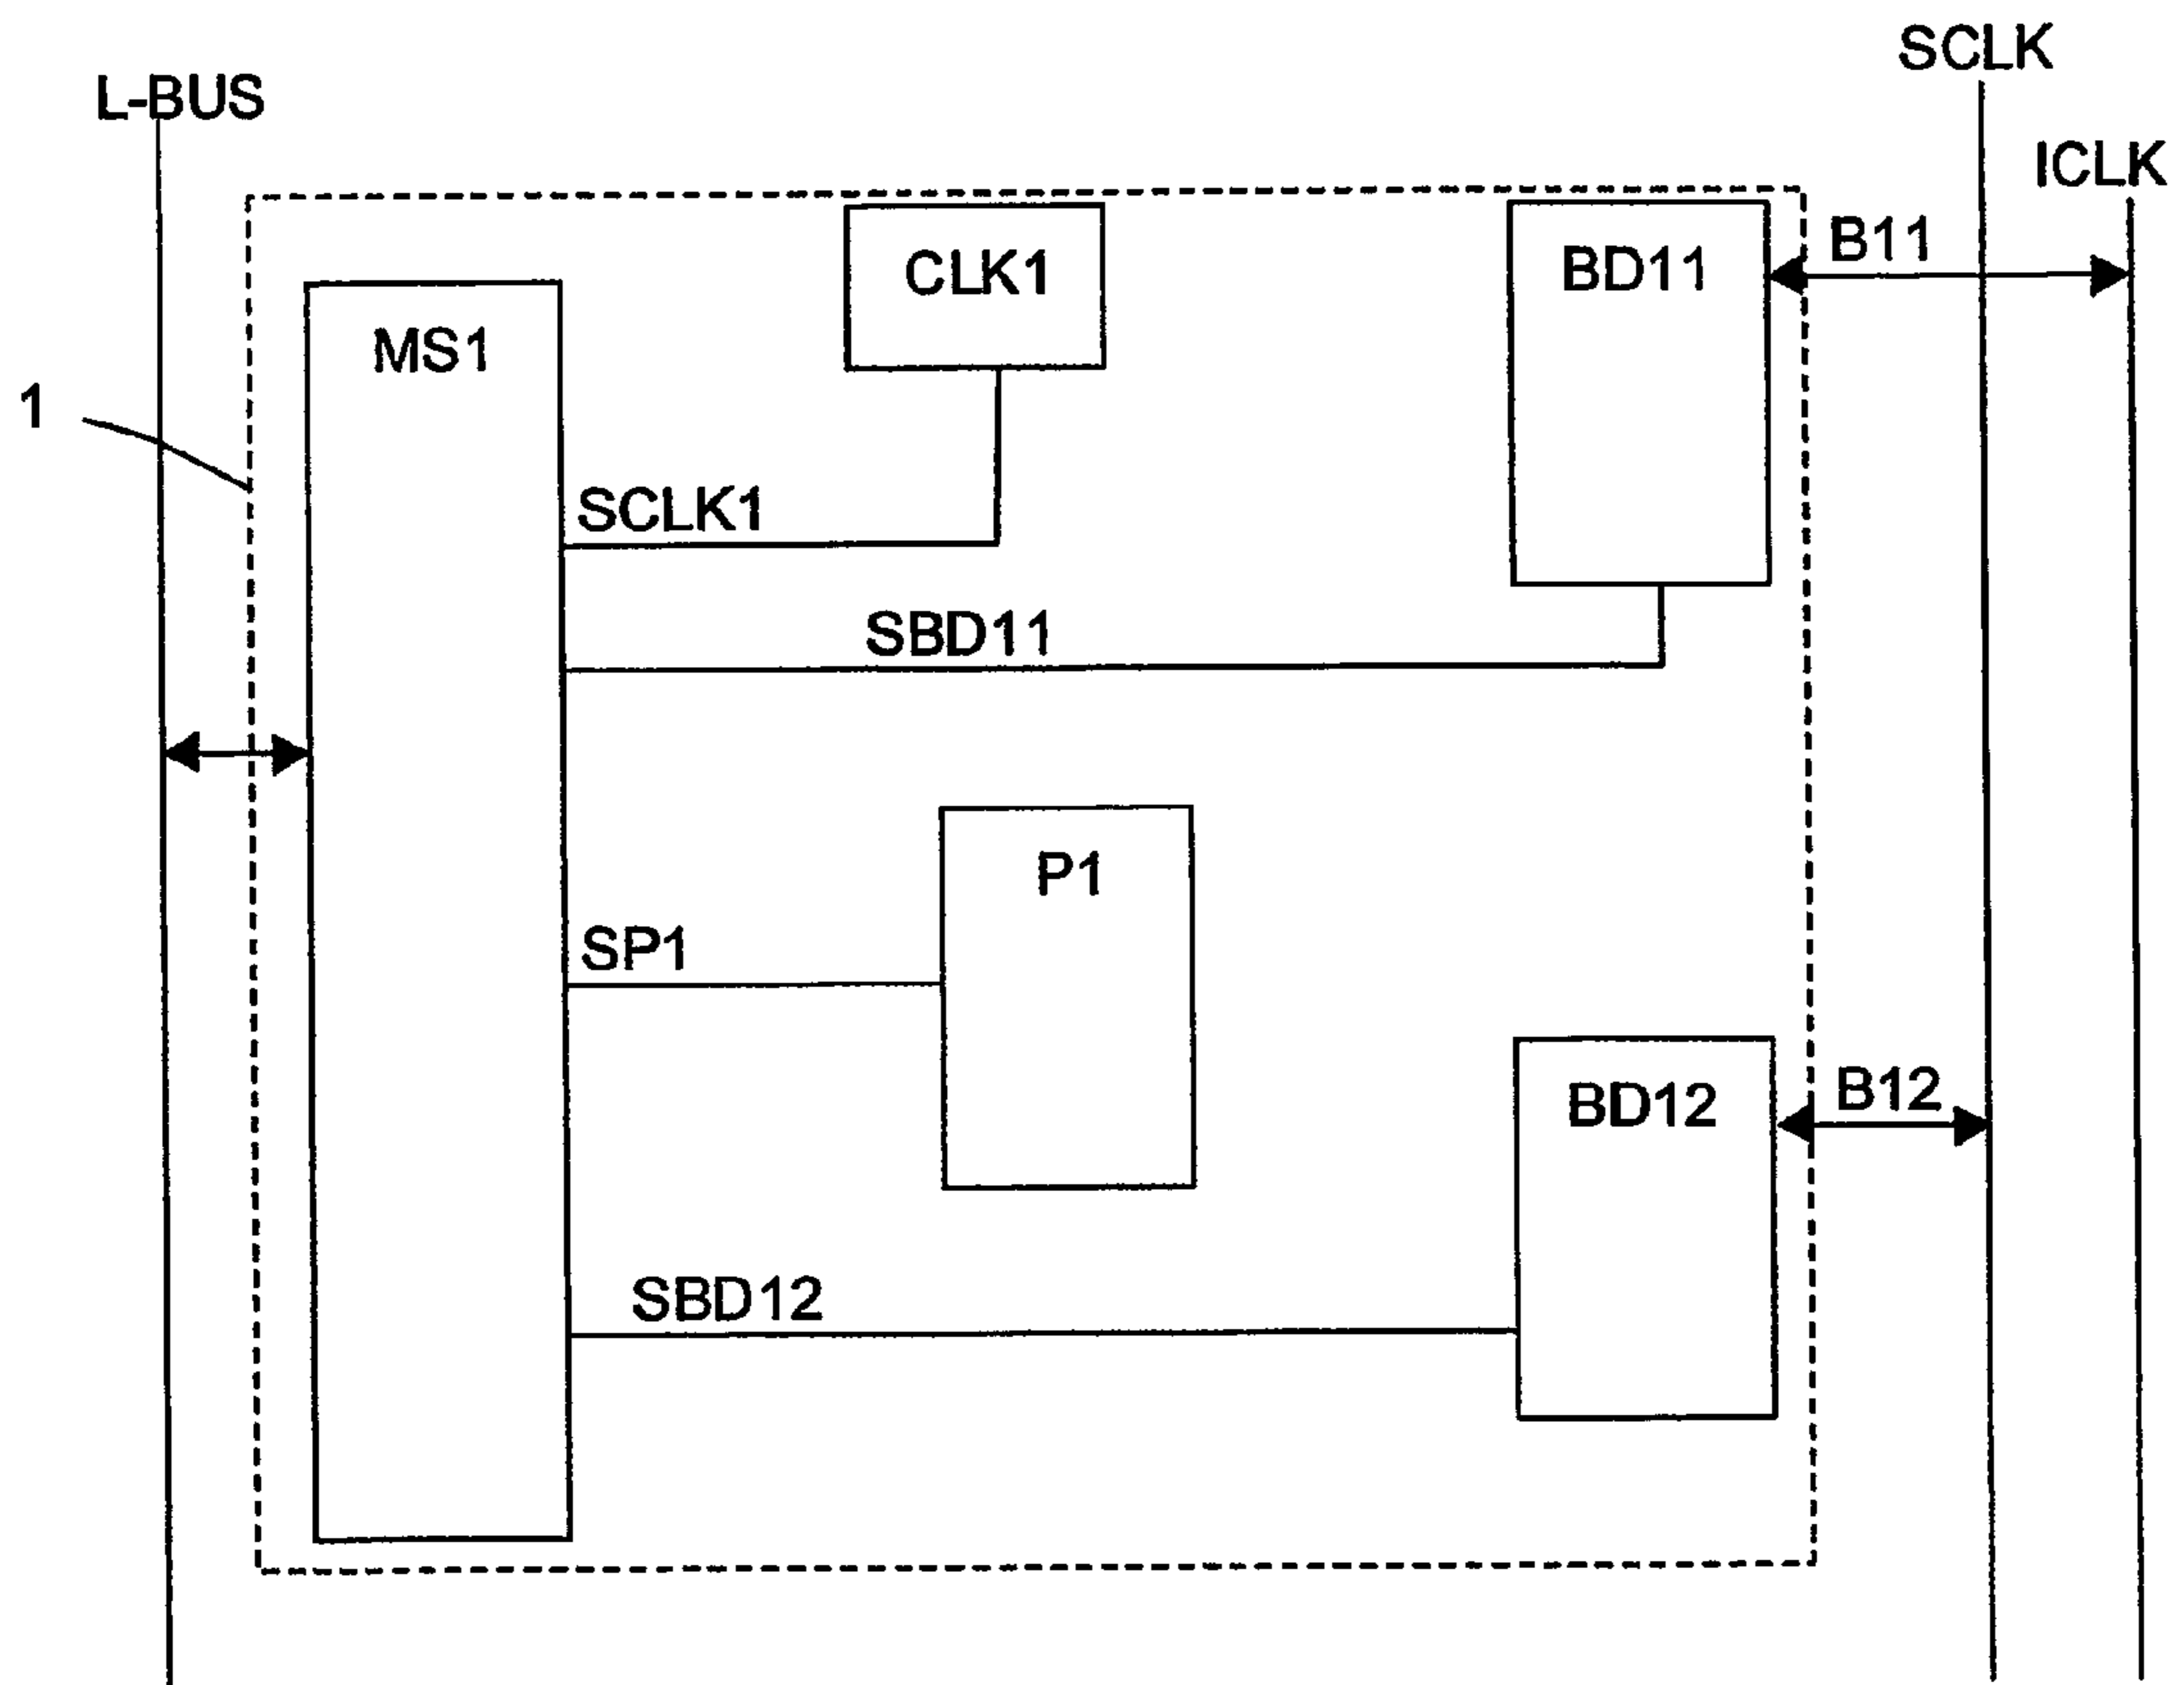 SCLK
L-BUS
ICLK
B11
CLK1
BD11
MS1
1
SCLK1
SBD11
P1
SP1
B12
BD12
SBD12